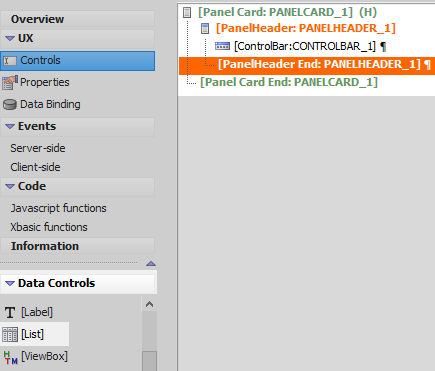 Overview
UX
Controls
Properties
Data Binding
Events
Server-side
Client-side
Code
Javascript functions
Xbasic functions
Information
Data Controls
T [Label]
[List]
HTM [ViewBox]
[Panel Card: PANELCARD_1] (H)
[PanelHeader: PANELHEADER_1]
[ControlBar:CONTROLBAR_1] ¶
[PanelHeader End: PANELHEADER_1] ¶
[Panel Card End: PANELCARD_1]